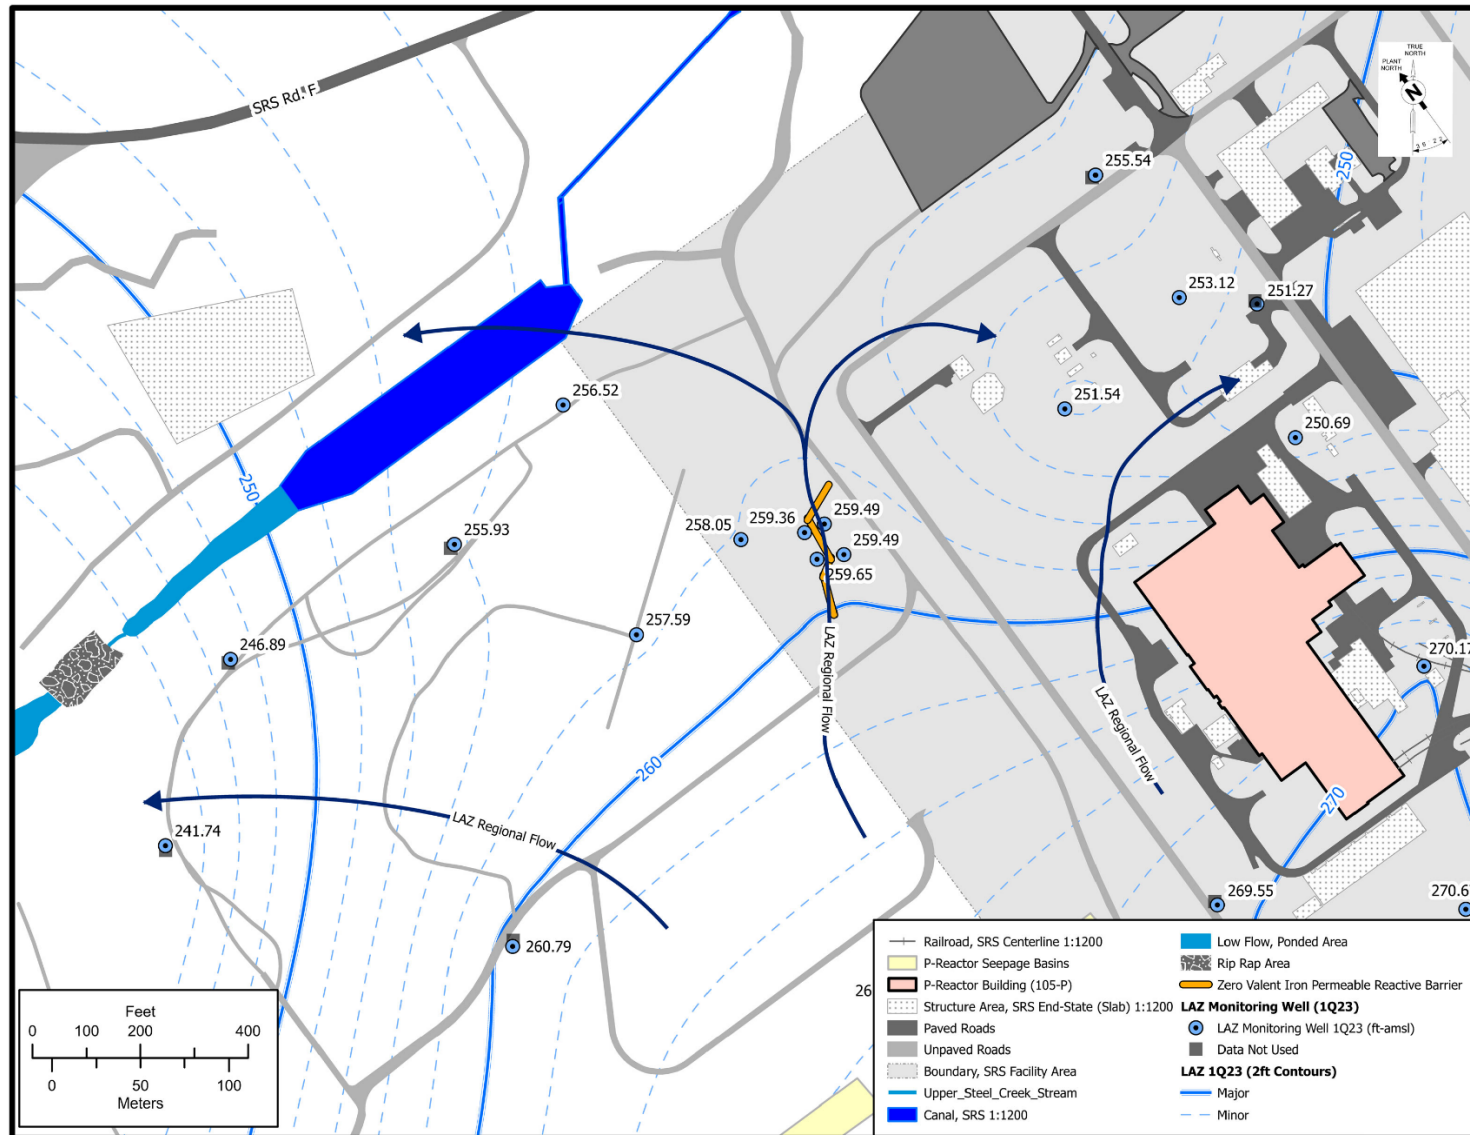 TRUE
NORTH
PLANT
NORTH
N
SRS Rd. F
255.54
250
253.12
251.27
256.52
251.54
250.69
250
259.49
259.36
258.05
259.49
255.93
259.65
257.59
246.89
LAZ Regional Flow
270.17
LAZ Regional Flow
260
270
LAZ Regional Flow
241.74
269.55
270.6
260.79
26
Feet
0 100 200 400
0 50 100
Meters
Railroad, SRS Centerline 1:1200
P-Reactor Seepage Basins
P-Reactor Building (105-P)
Structure Area, SRS End-State (Slab) 1:1200
Paved Roads
Unpaved Roads
Boundary, SRS Facility Area
Upper_Steel_Creek_Stream
Canal, SRS 1:1200
Low Flow, Ponded Area
Rip Rap Area
Zero Valent Iron Permeable Reactive Barrier
LAZ Monitoring Well (1Q23)
LAZ Monitoring Well 1Q23 (ft-amsl)
Data Not Used
LAZ 1Q23 (2ft Contours)
Major
Minor